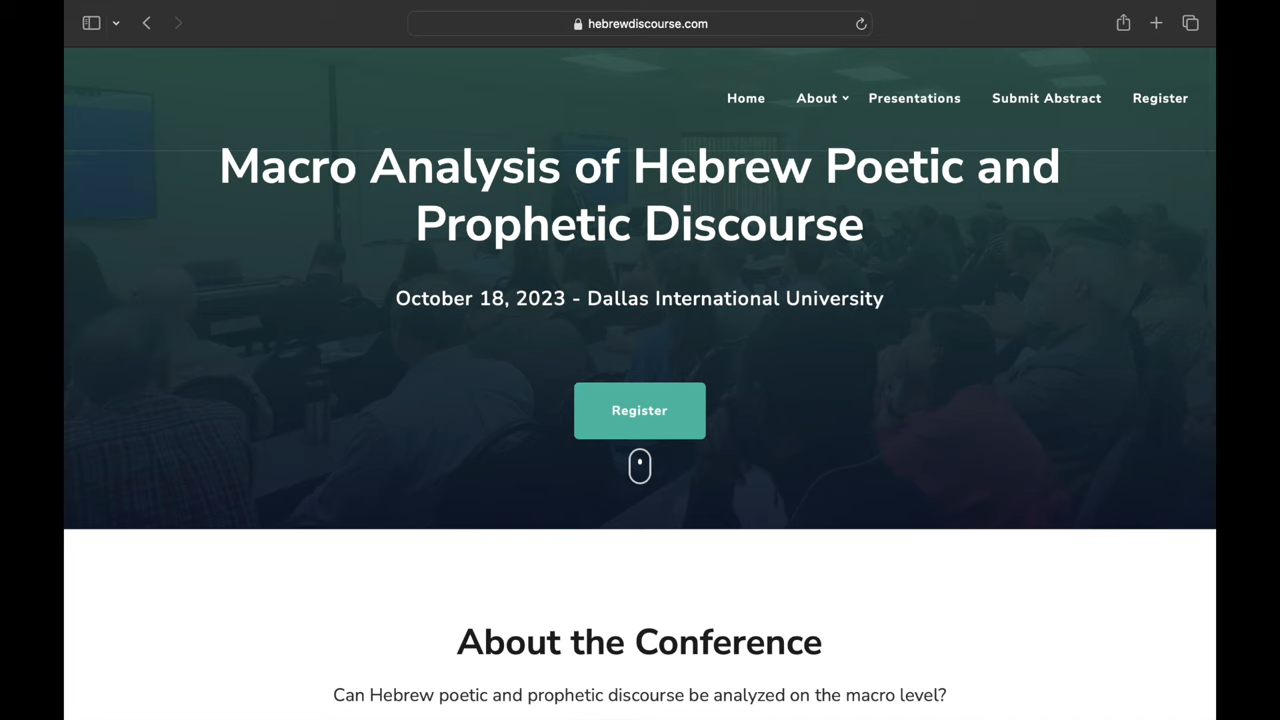 hebrewdiscourse.com
Home About Presentations Submit Abstract Register
Macro Analysis of Hebrew Poetic and
Prophetic Discourse
October 18, 2023 - Dallas International University
Register
About the Conference
Can Hebrew poetic and prophetic discourse be analyzed on the macro level?